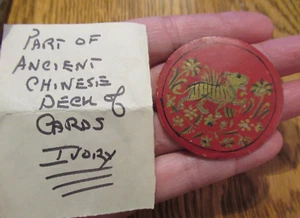 PART OF
ANCIENT
CHINESE
DECK of
CARDS
IVORY